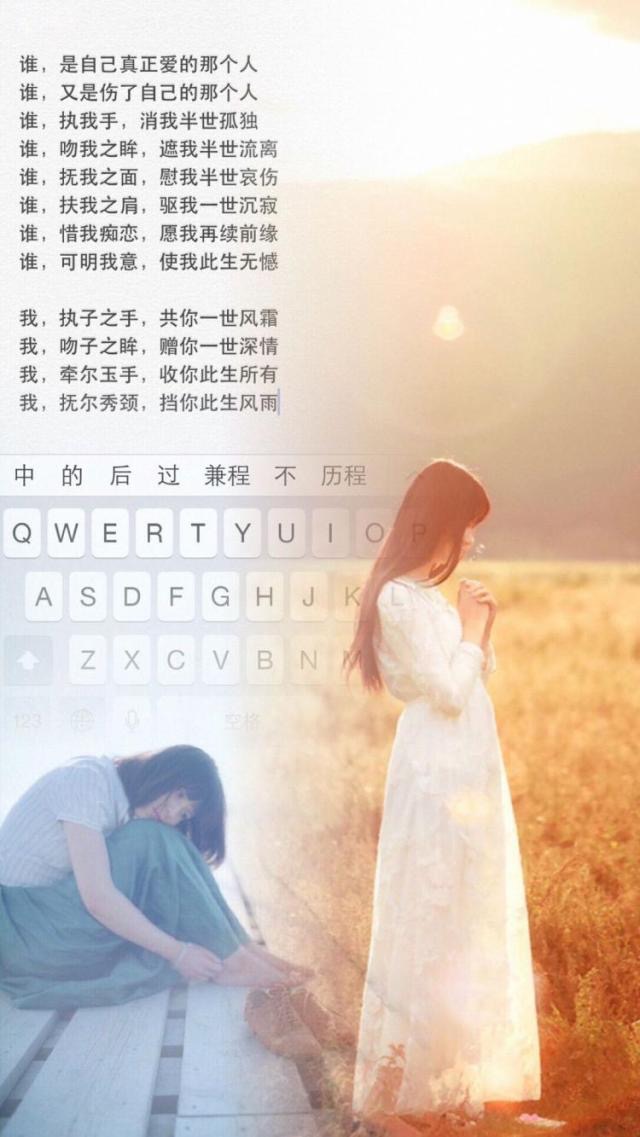 谁，是自己真正爱的那个人
谁，又是伤了自己的那个人
谁，执我手，消我半世孤独
谁，吻我之眸，遮我半世流离
谁，抚我之面，慰我半世哀伤
谁，扶我之肩，驱我一世沉寂
谁，惜我痴恋，愿我再续前缘
谁，可明我意，使我此生无憾
我，执子之手，共你一世风霜
我，吻子之眸，赠你一世深情
我，牵尔玉手，收你此生所有
我，抚尔秀颈，挡你此生风雨
中 的 后 过 兼程 不 历程
Q W E R T Y U I O P
A S D F G H J K L
Z X C V B N M
123 空格